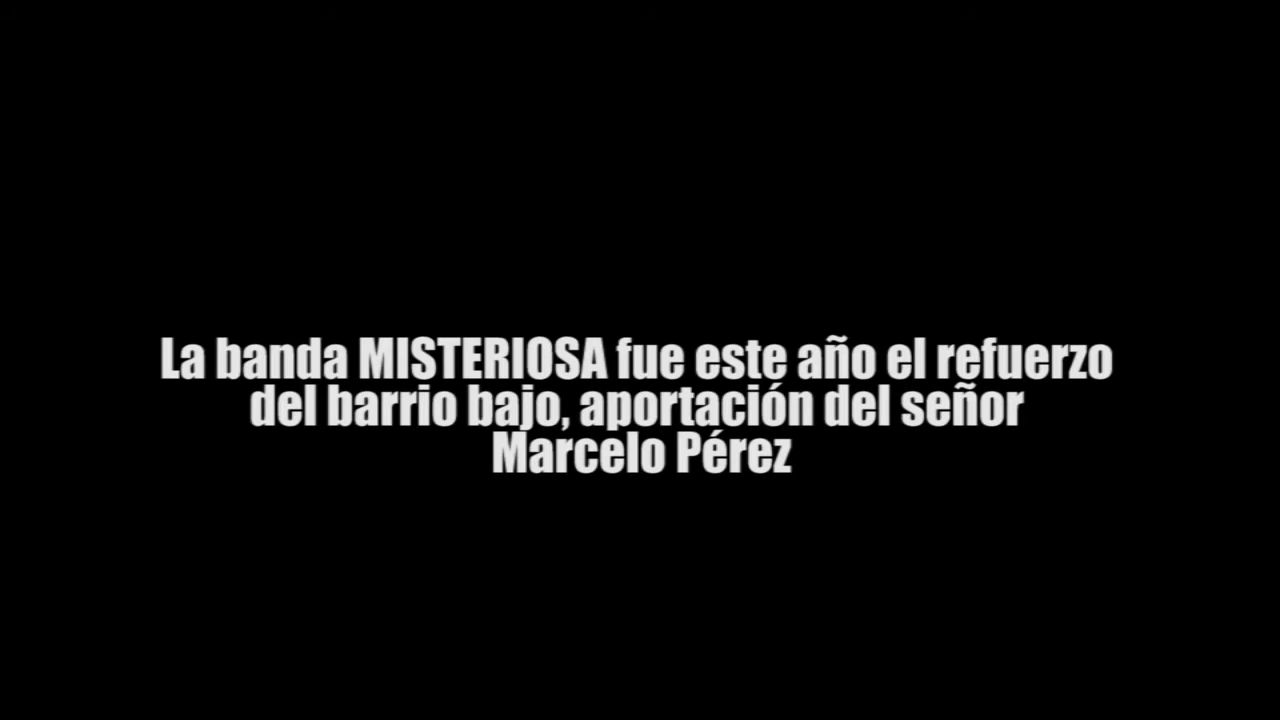 La banda MISTERIOSA fue este año el refuerzo
del barrio bajo, aportación del señor
Marcelo Pérez